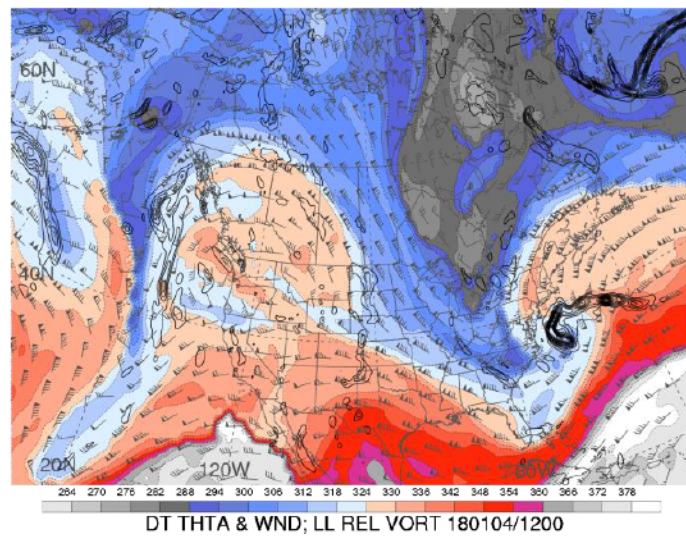 60N
40N
20N
120W
80W
264 270 276 282 288 294 300 306 312 318 324 330 336 342 348 354 360 366 372 378
DT THTA & WND; LL REL VORT 180104/1200